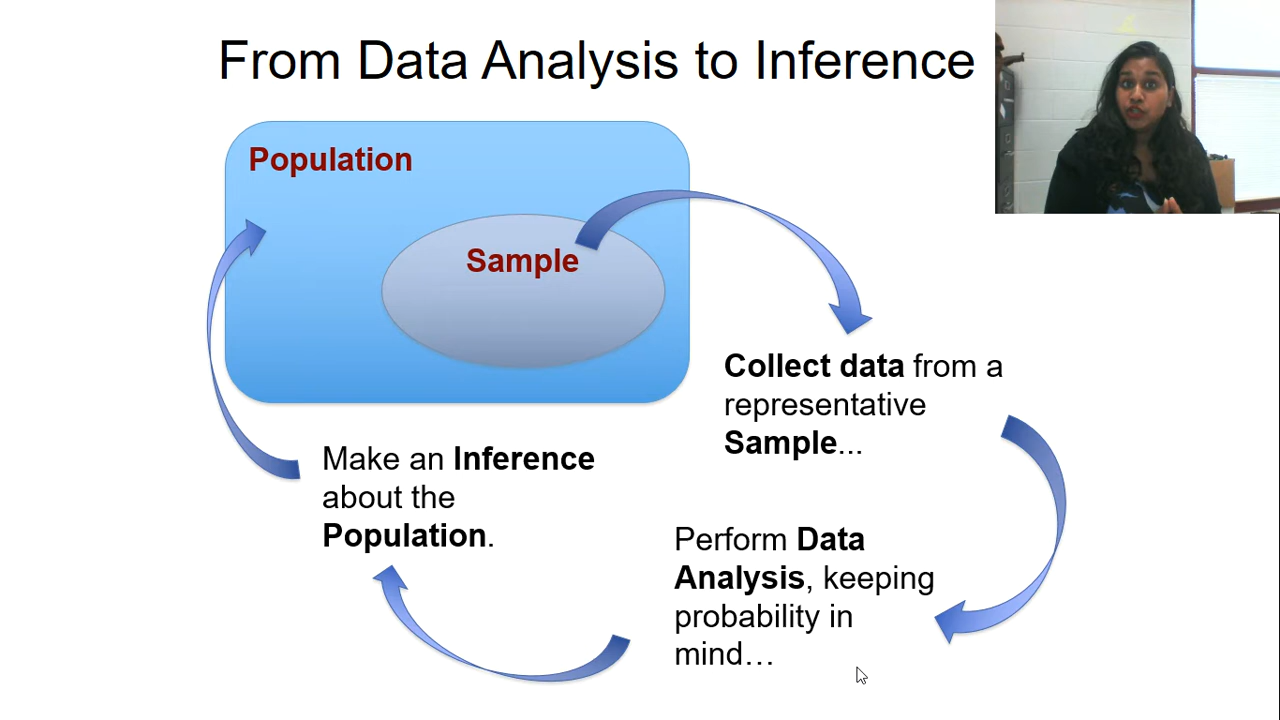 From Data Analysis to Inference
Population
Sample
Collect data from a
representative
Sample...
Make an Inference
about the
Population.
Perform Data
Analysis, keeping
probability in
mind…